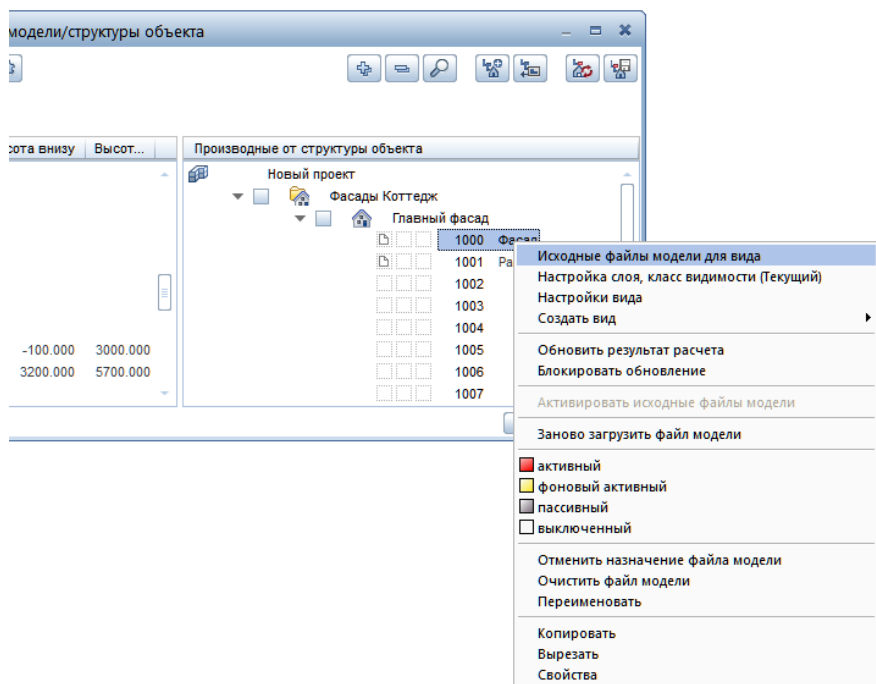 модели/структуры объекта
сота внизу Высот...
Производные от структуры объекта
Новый проект
Фасады Коттедж
Главный фасад
1000 Фасад
1001 Ра
1002
1003
1004
-100.000 3000.000 1005
3200.000 5700.000 1006
1007
Исходные файлы модели для вида
Настройка слоя, класс видимости (Текущий)
Настройки вида
Создать вид
Обновить результат расчета
Блокировать обновление
Активировать исходные файлы модели
Заново загрузить файл модели
активный
фоновый активный
пассивный
выключенный
Отменить назначение файла модели
Очистить файл модели
Переименовать
Копировать
Вырезать
Свойства